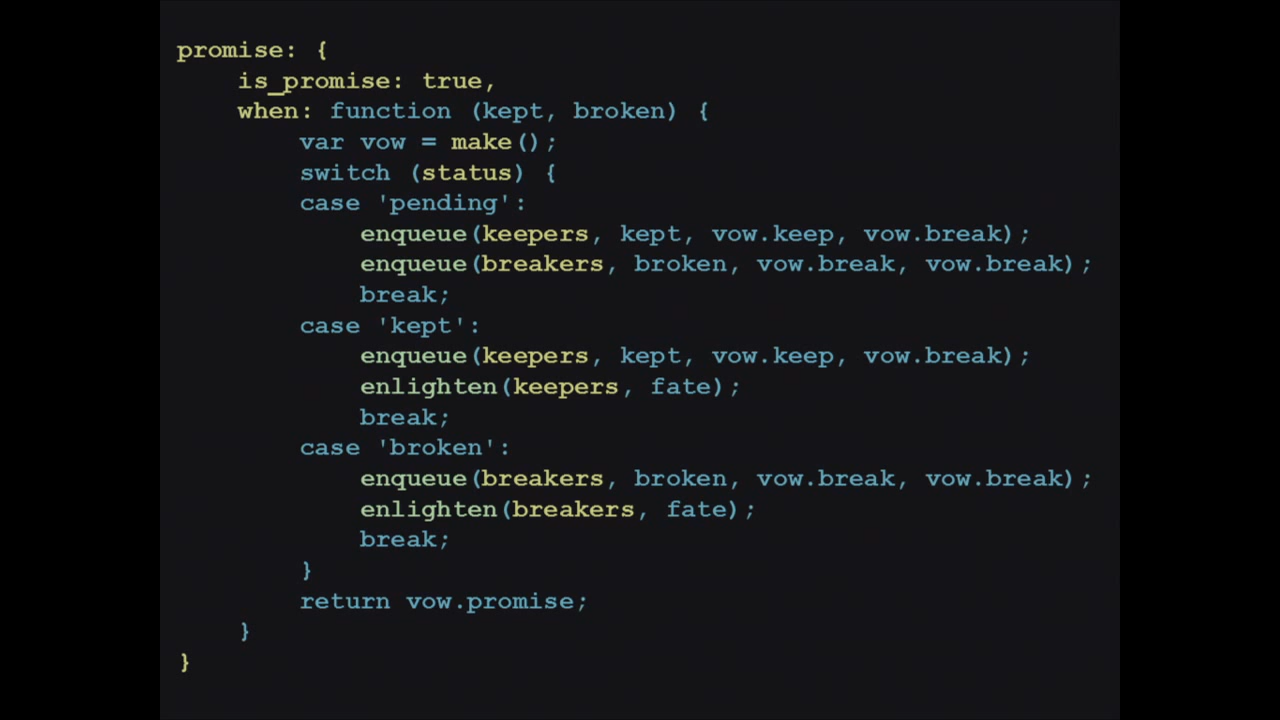 promise: {
    is_promise: true,
    when: function (kept, broken) {
        var vow = make();
        switch (status) {
        case 'pending':
            enqueue(keepers, kept, vow.keep, vow.break);
            enqueue(breakers, broken, vow.break, vow.break);
            break;
        case 'kept':
            enqueue(keepers, kept, vow.keep, vow.break);
            enlighten(keepers, fate);
            break;
        case 'broken':
            enqueue(breakers, broken, vow.break, vow.break);
            enlighten(breakers, fate);
            break;
        }
        return vow.promise;
    }
}